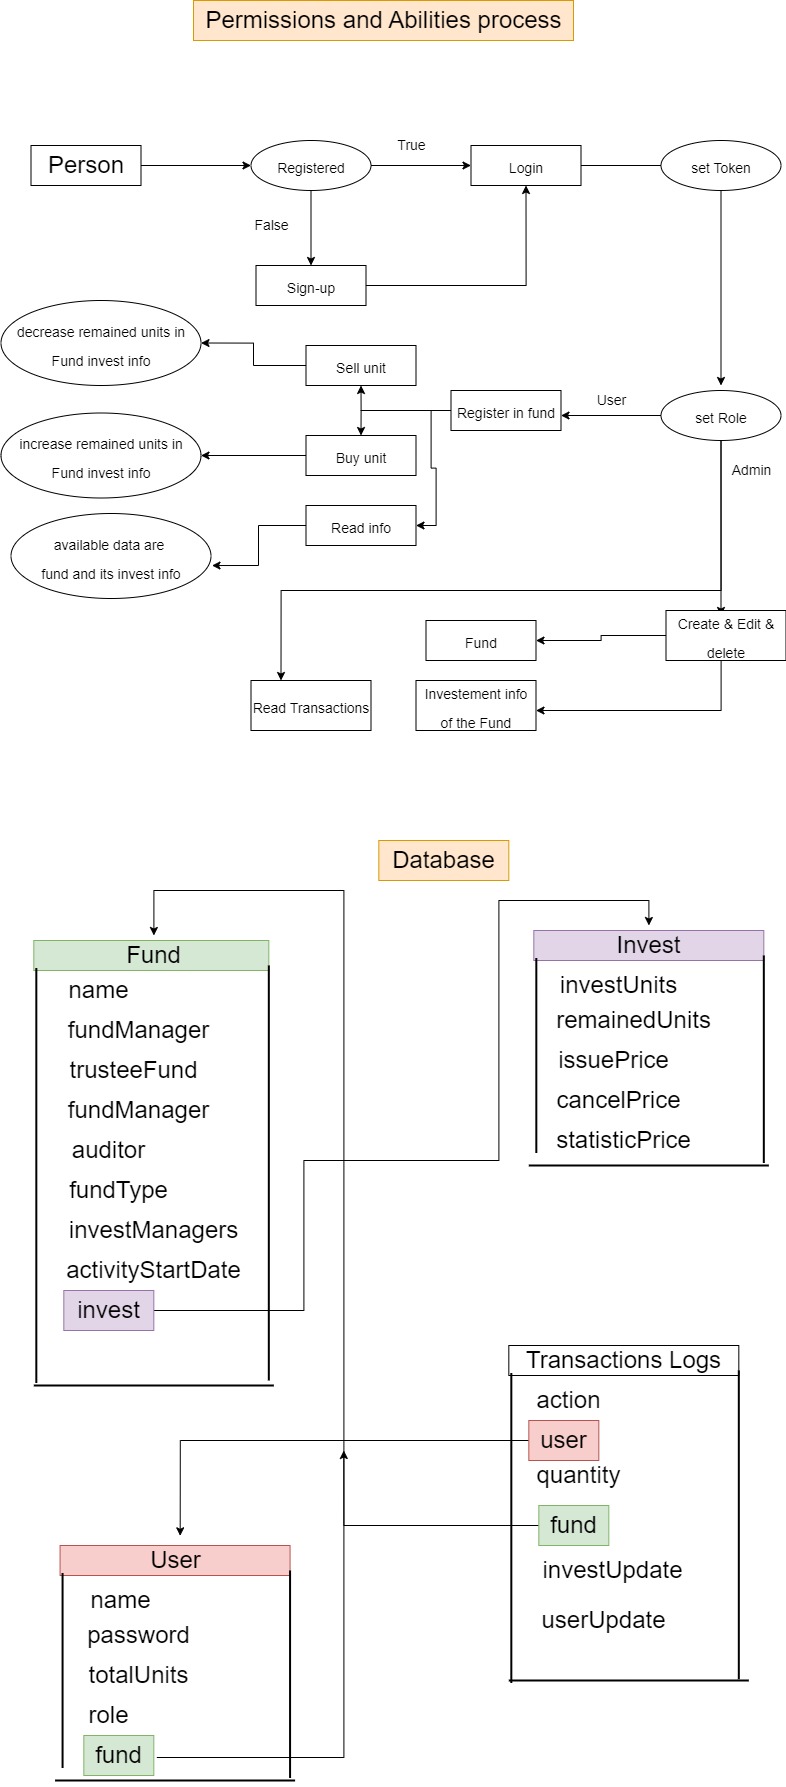 Permissions and Abilities process
Person
Registered
True
Login
set Token
False
Sign-up
decrease remained units in
Fund invest info
Sell unit
Register in fund
User
set Role
increase remained units in
Fund invest info
Buy unit
Admin
Read info
available data are
fund and its invest info
Create & Edit &
delete
Fund
Investement info
of the Fund
Read Transactions
Database
Fund
name
fundManager
trusteeFund
fundManager
auditor
fundType
investManagers
activityStartDate
invest
Invest
investUnits
remainedUnits
issuePrice
cancelPrice
statisticPrice
Transactions Logs
action
user
quantity
fund
investUpdate
userUpdate
User
name
password
totalUnits
role
fund